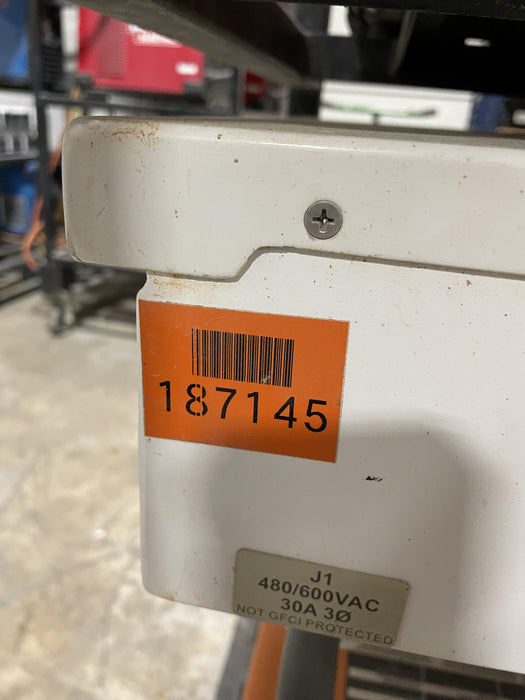 187145
J1
480/600VAC
30A 3Ø
NOT GFCI PROTECTED